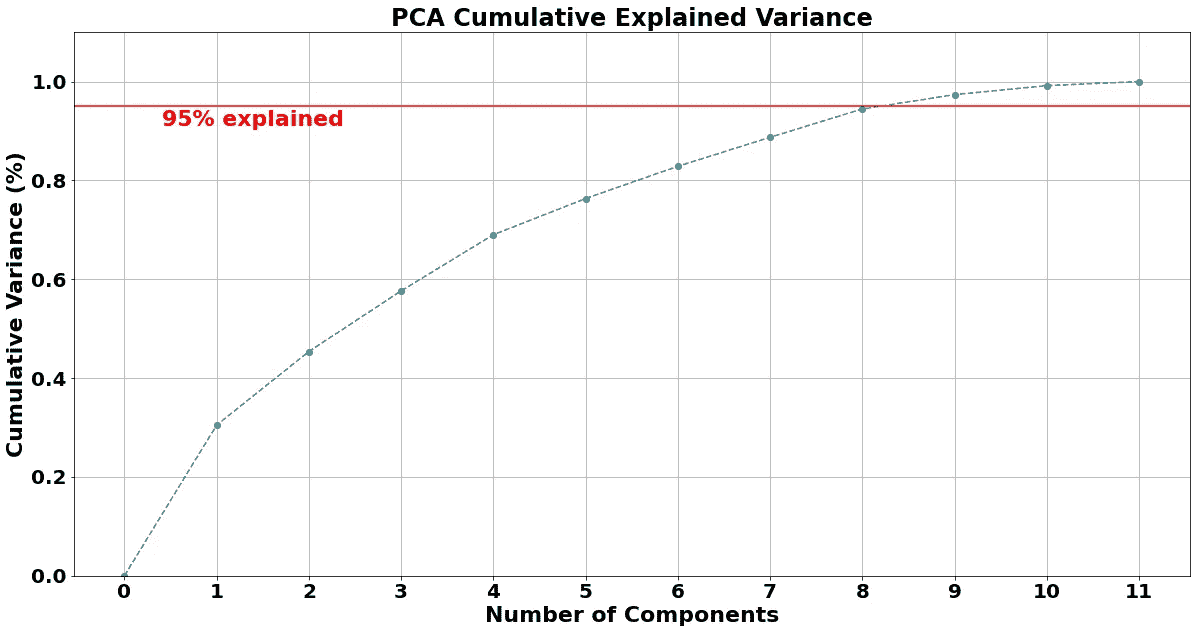 PCA Cumulative Explained Variance
1.0
95% explained
0.8
0.6
0.4
0.2
0.0
Cumulative Variance (%)
0 1 2 3 4 5 6 7 8 9 10 11
Number of Components